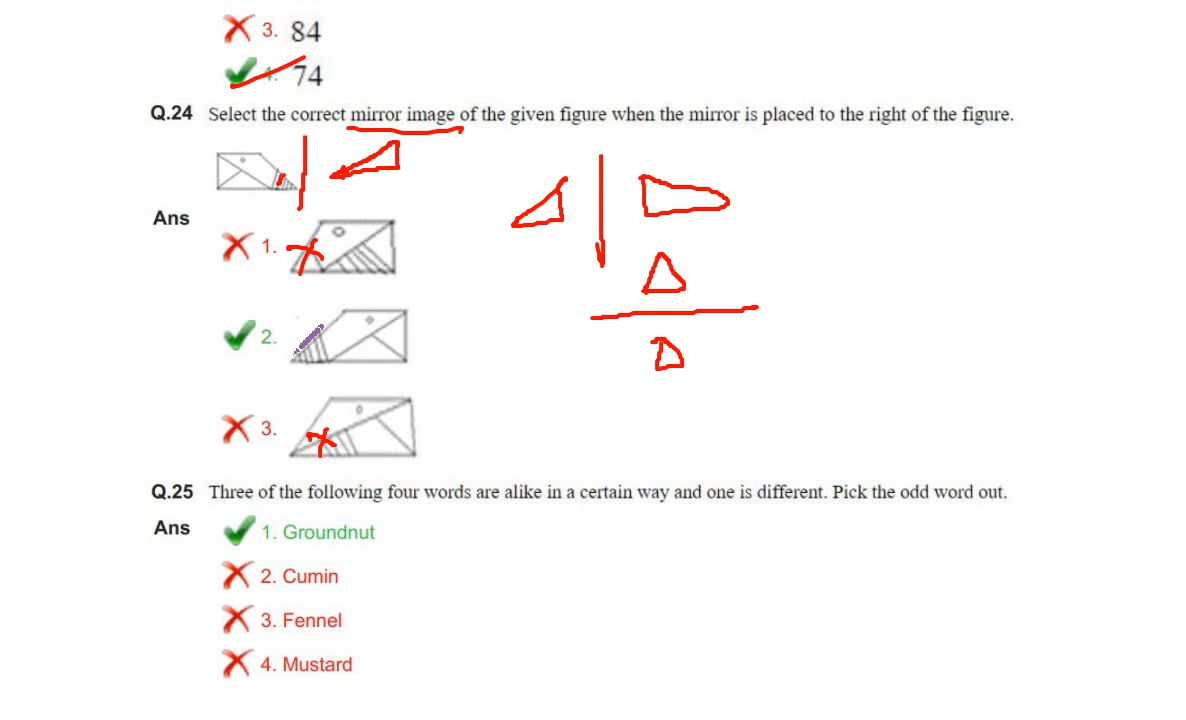 3. 84
74
Q.24 Select the correct mirror image of the given figure when the mirror is placed to the right of the figure.
Ans
1.
2.
3.
Q.25 Three of the following four words are alike in a certain way and one is different. Pick the odd word out.
Ans
1. Groundnut
2. Cumin
3. Fennel
4. Mustard